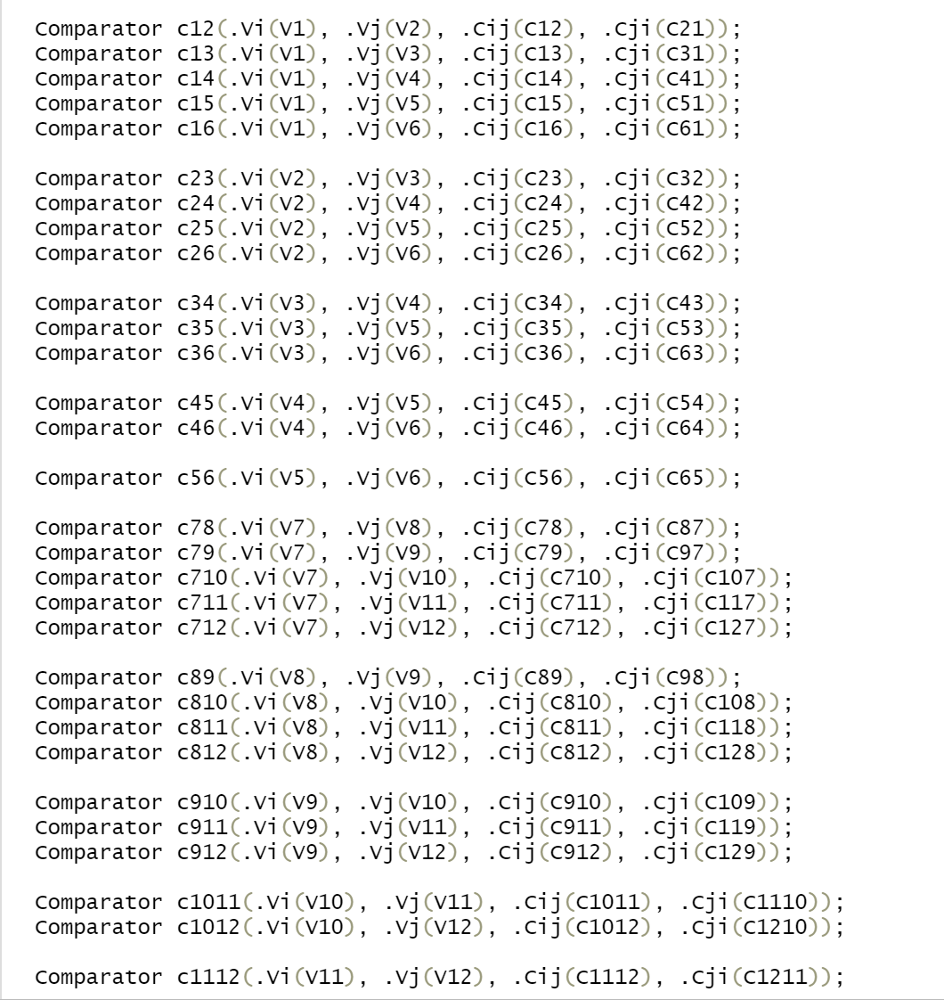 Comparator c12(.Vi(V1), .Vj(V2), .Cij(C12), .Cji(C21));
Comparator c13(.Vi(V1), .Vj(V3), .Cij(C13), .Cji(C31));
Comparator c14(.Vi(V1), .Vj(V4), .Cij(C14), .Cji(C41));
Comparator c15(.Vi(V1), .Vj(V5), .Cij(C15), .Cji(C51));
Comparator c16(.Vi(V1), .Vj(V6), .Cij(C16), .Cji(C61));
Comparator c23(.Vi(V2), .Vj(V3), .Cij(C23), .Cji(C32));
Comparator c24(.Vi(V2), .Vj(V4), .Cij(C24), .Cji(C42));
Comparator c25(.Vi(V2), .Vj(V5), .Cij(C25), .Cji(C52));
Comparator c26(.Vi(V2), .Vj(V6), .Cij(C26), .Cji(C62));
Comparator c34(.Vi(V3), .Vj(V4), .Cij(C34), .Cji(C43));
Comparator c35(.Vi(V3), .Vj(V5), .Cij(C35), .Cji(C53));
Comparator c36(.Vi(V3), .Vj(V6), .Cij(C36), .Cji(C63));
Comparator c45(.Vi(V4), .Vj(V5), .Cij(C45), .Cji(C54));
Comparator c46(.Vi(V4), .Vj(V6), .Cij(C46), .Cji(C64));
Comparator c56(.Vi(V5), .Vj(V6), .Cij(C56), .Cji(C65));
Comparator c78(.Vi(V7), .Vj(V8), .Cij(C78), .Cji(C87));
Comparator c79(.Vi(V7), .Vj(V9), .Cij(C79), .Cji(C97));
Comparator c710(.Vi(V7), .Vj(V10), .Cij(C710), .Cji(C107));
Comparator c711(.Vi(V7), .Vj(V11), .Cij(C711), .Cji(C117));
Comparator c712(.Vi(V7), .Vj(V12), .Cij(C712), .Cji(C127));
Comparator c89(.Vi(V8), .Vj(V9), .Cij(C89), .Cji(C98));
Comparator c810(.Vi(V8), .Vj(V10), .Cij(C810), .Cji(C108));
Comparator c811(.Vi(V8), .Vj(V11), .Cij(C811), .Cji(C118));
Comparator c812(.Vi(V8), .Vj(V12), .Cij(C812), .Cji(C128));
Comparator c910(.Vi(V9), .Vj(V10), .Cij(C910), .Cji(C109));
Comparator c911(.Vi(V9), .Vj(V11), .Cij(C911), .Cji(C119));
Comparator c912(.Vi(V9), .Vj(V12), .Cij(C912), .Cji(C129));
Comparator c1011(.Vi(V10), .Vj(V11), .Cij(C1011), .Cji(C1110));
Comparator c1012(.Vi(V10), .Vj(V12), .Cij(C1012), .Cji(C1210));
Comparator c1112(.Vi(V11), .Vj(V12), .Cij(C1112), .Cji(C1211));